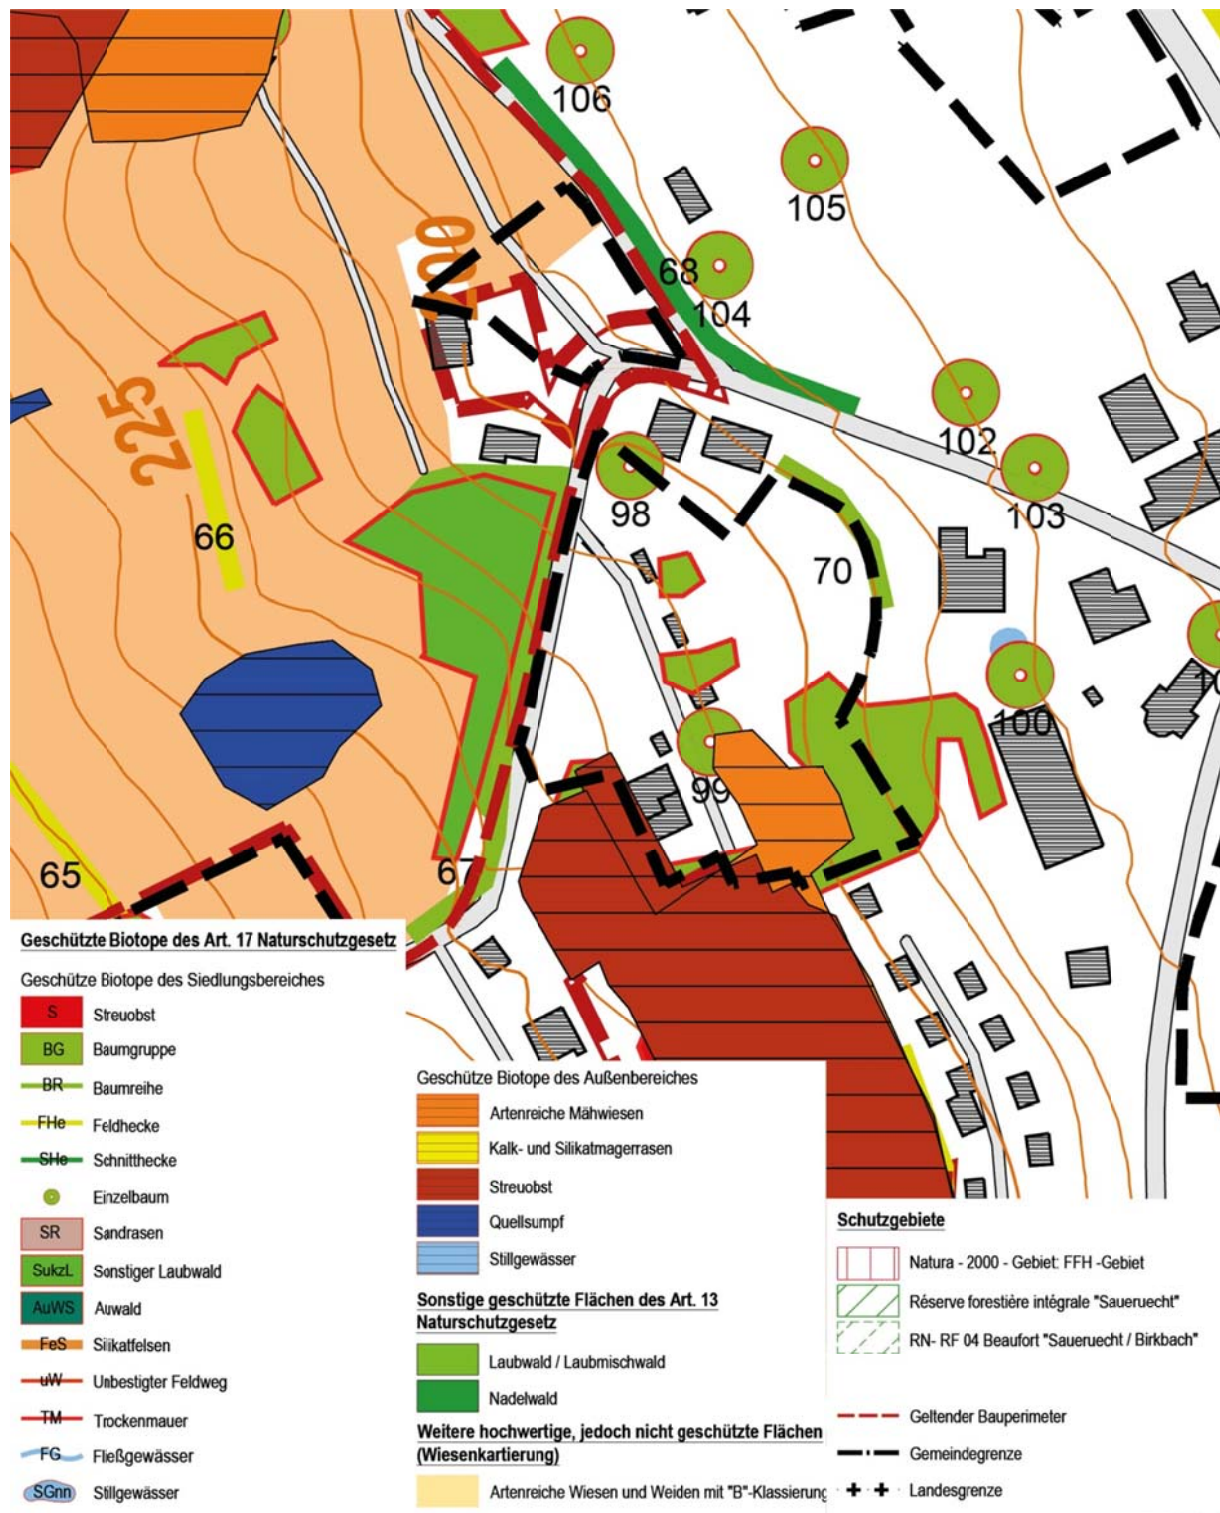 106
105
68
104
225
102
103
98
66
70
100
99
65
67
Geschützte Biotope des Art. 17 Naturschutzgesetz
Geschütze Biotope des Siedlungsbereiches
S Streuobst
BG Baumgruppe
BR Baumreihe
FHe Feldhecke
SHe Schnitthecke
Einzelbaum
SR Sandrasen
SukzL Sonstiger Laubwald
AuWS Auwald
FeS Silikatfelsen
uW Unbestigter Feldweg
TM Trockenmauer
FG Fließgewässer
SGnn Stillgewässer
Geschütze Biotope des Außenbereiches
Artenreiche Mähwiesen
Kalk- und Silikatmagerrasen
Streuobst
Quellsumpf
Stillgewässer
Sonstige geschützte Flächen des Art. 13
Naturschutzgesetz
Laubwald / Laubmischwald
Nadelwald
Weitere hochwertige, jedoch nicht geschützte Flächen
(Wiesenkartierung)
Artenreiche Wiesen und Weiden mit "B"-Klassierung
Schutzgebiete
Natura - 2000 - Gebiet: FFH -Gebiet
Réserve forestière intégrale "Saueruecht"
RN- RF 04 Beaufort "Saueruecht / Birkbach"
Geltender Bauperimeter
Gemeindegrenze
Landesgrenze